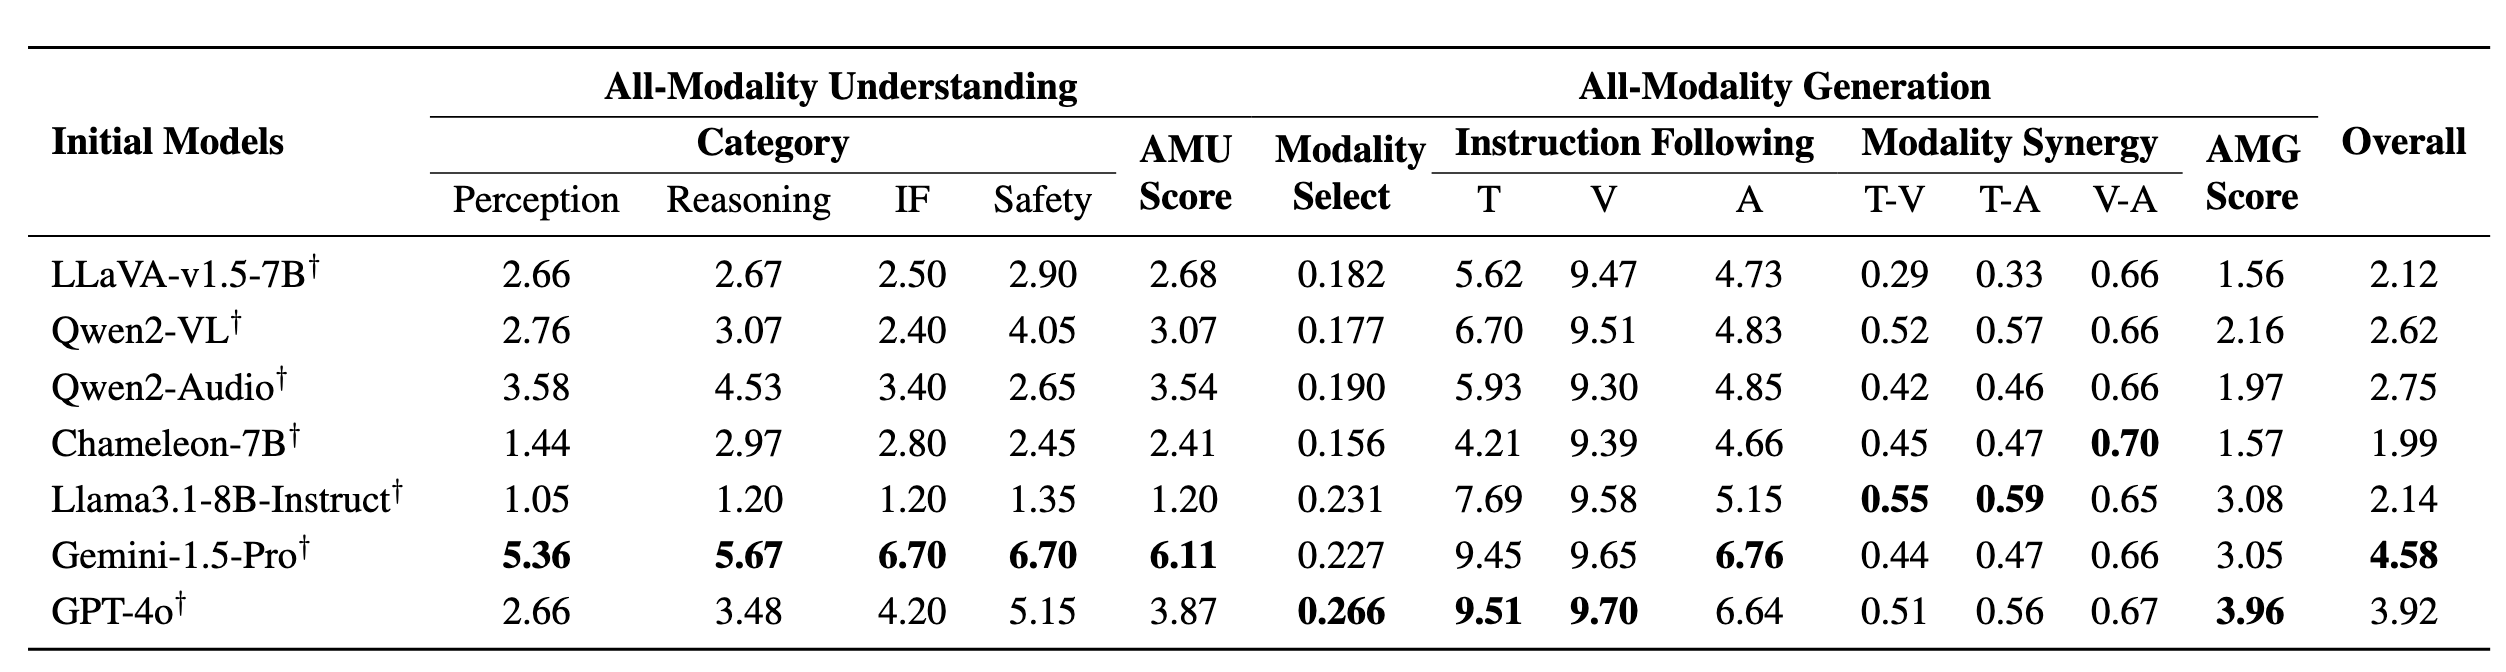 All-Modality Understanding All-Modality Generation
Initial Models Category AMU Score Modality Select Instruction Following Modality Synergy AMG Score Overall
Perception Reasoning IF Safety T V A T-V T-A V-A
LLaVA-v1.5-7B† 2.66 2.67 2.50 2.90 2.68 0.182 5.62 9.47 4.73 0.29 0.33 0.66 1.56 2.12
Qwen2-VL† 2.76 3.07 2.40 4.05 3.07 0.177 6.70 9.51 4.83 0.52 0.57 0.66 2.16 2.62
Qwen2-Audio† 3.58 4.53 3.40 2.65 3.54 0.190 5.93 9.30 4.85 0.42 0.46 0.66 1.97 2.75
Chameleon-7B† 1.44 2.97 2.80 2.45 2.41 0.156 4.21 9.39 4.66 0.45 0.47 0.70 1.57 1.99
Llama3.1-8B-Instruct† 1.05 1.20 1.20 1.35 1.20 0.231 7.69 9.58 5.15 0.55 0.59 0.65 3.08 2.14
Gemini-1.5-Pro† 5.36 5.67 6.70 6.70 6.11 0.227 9.45 9.65 6.76 0.44 0.47 0.66 3.05 4.58
GPT-4o† 2.66 3.48 4.20 5.15 3.87 0.266 9.51 9.70 6.64 0.51 0.56 0.67 3.96 3.92